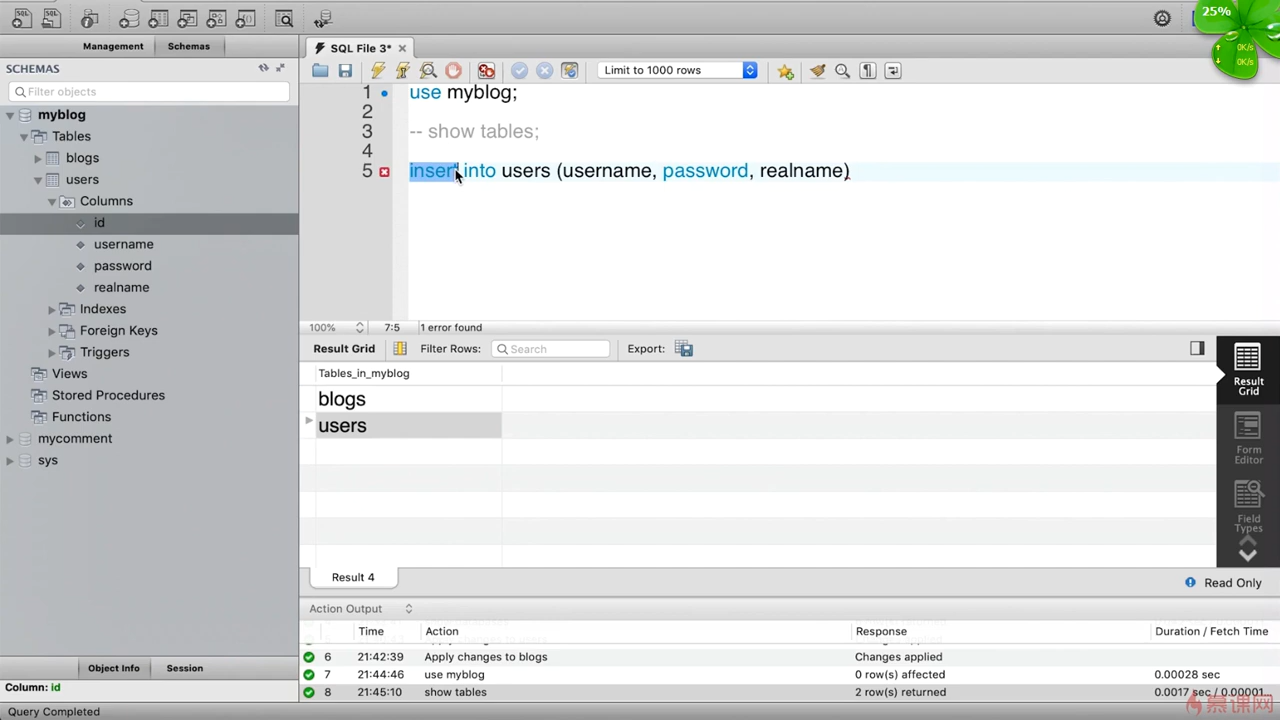 25%
0K/s
0K/s
Management
Schemas
SQL File 3*
SCHEMAS
Filter objects
Limit to 1000 rows
myblog
Tables
blogs
users
Columns
id
username
password
realname
Indexes
Foreign Keys
Triggers
Views
Stored Procedures
Functions
mycomment
sys
1 use myblog;
2
3 -- show tables;
4
5 insert into users (username, password, realname)
100%
7:5
1 error found
Result Grid
Filter Rows:
Search
Export:
Tables_in_myblog
blogs
users
Result Grid
Form Editor
Field Types
Result 4
Read Only
Action Output
Time Action Response Duration / Fetch Time
6 21:42:39 Apply changes to blogs Changes applied
7 21:44:46 use myblog 0 row(s) affected 0.00028 sec
8 21:45:10 show tables 2 row(s) returned 0.0017 sec / 0.00001...
Object Info
Session
Column: id
Query Completed
慕课网